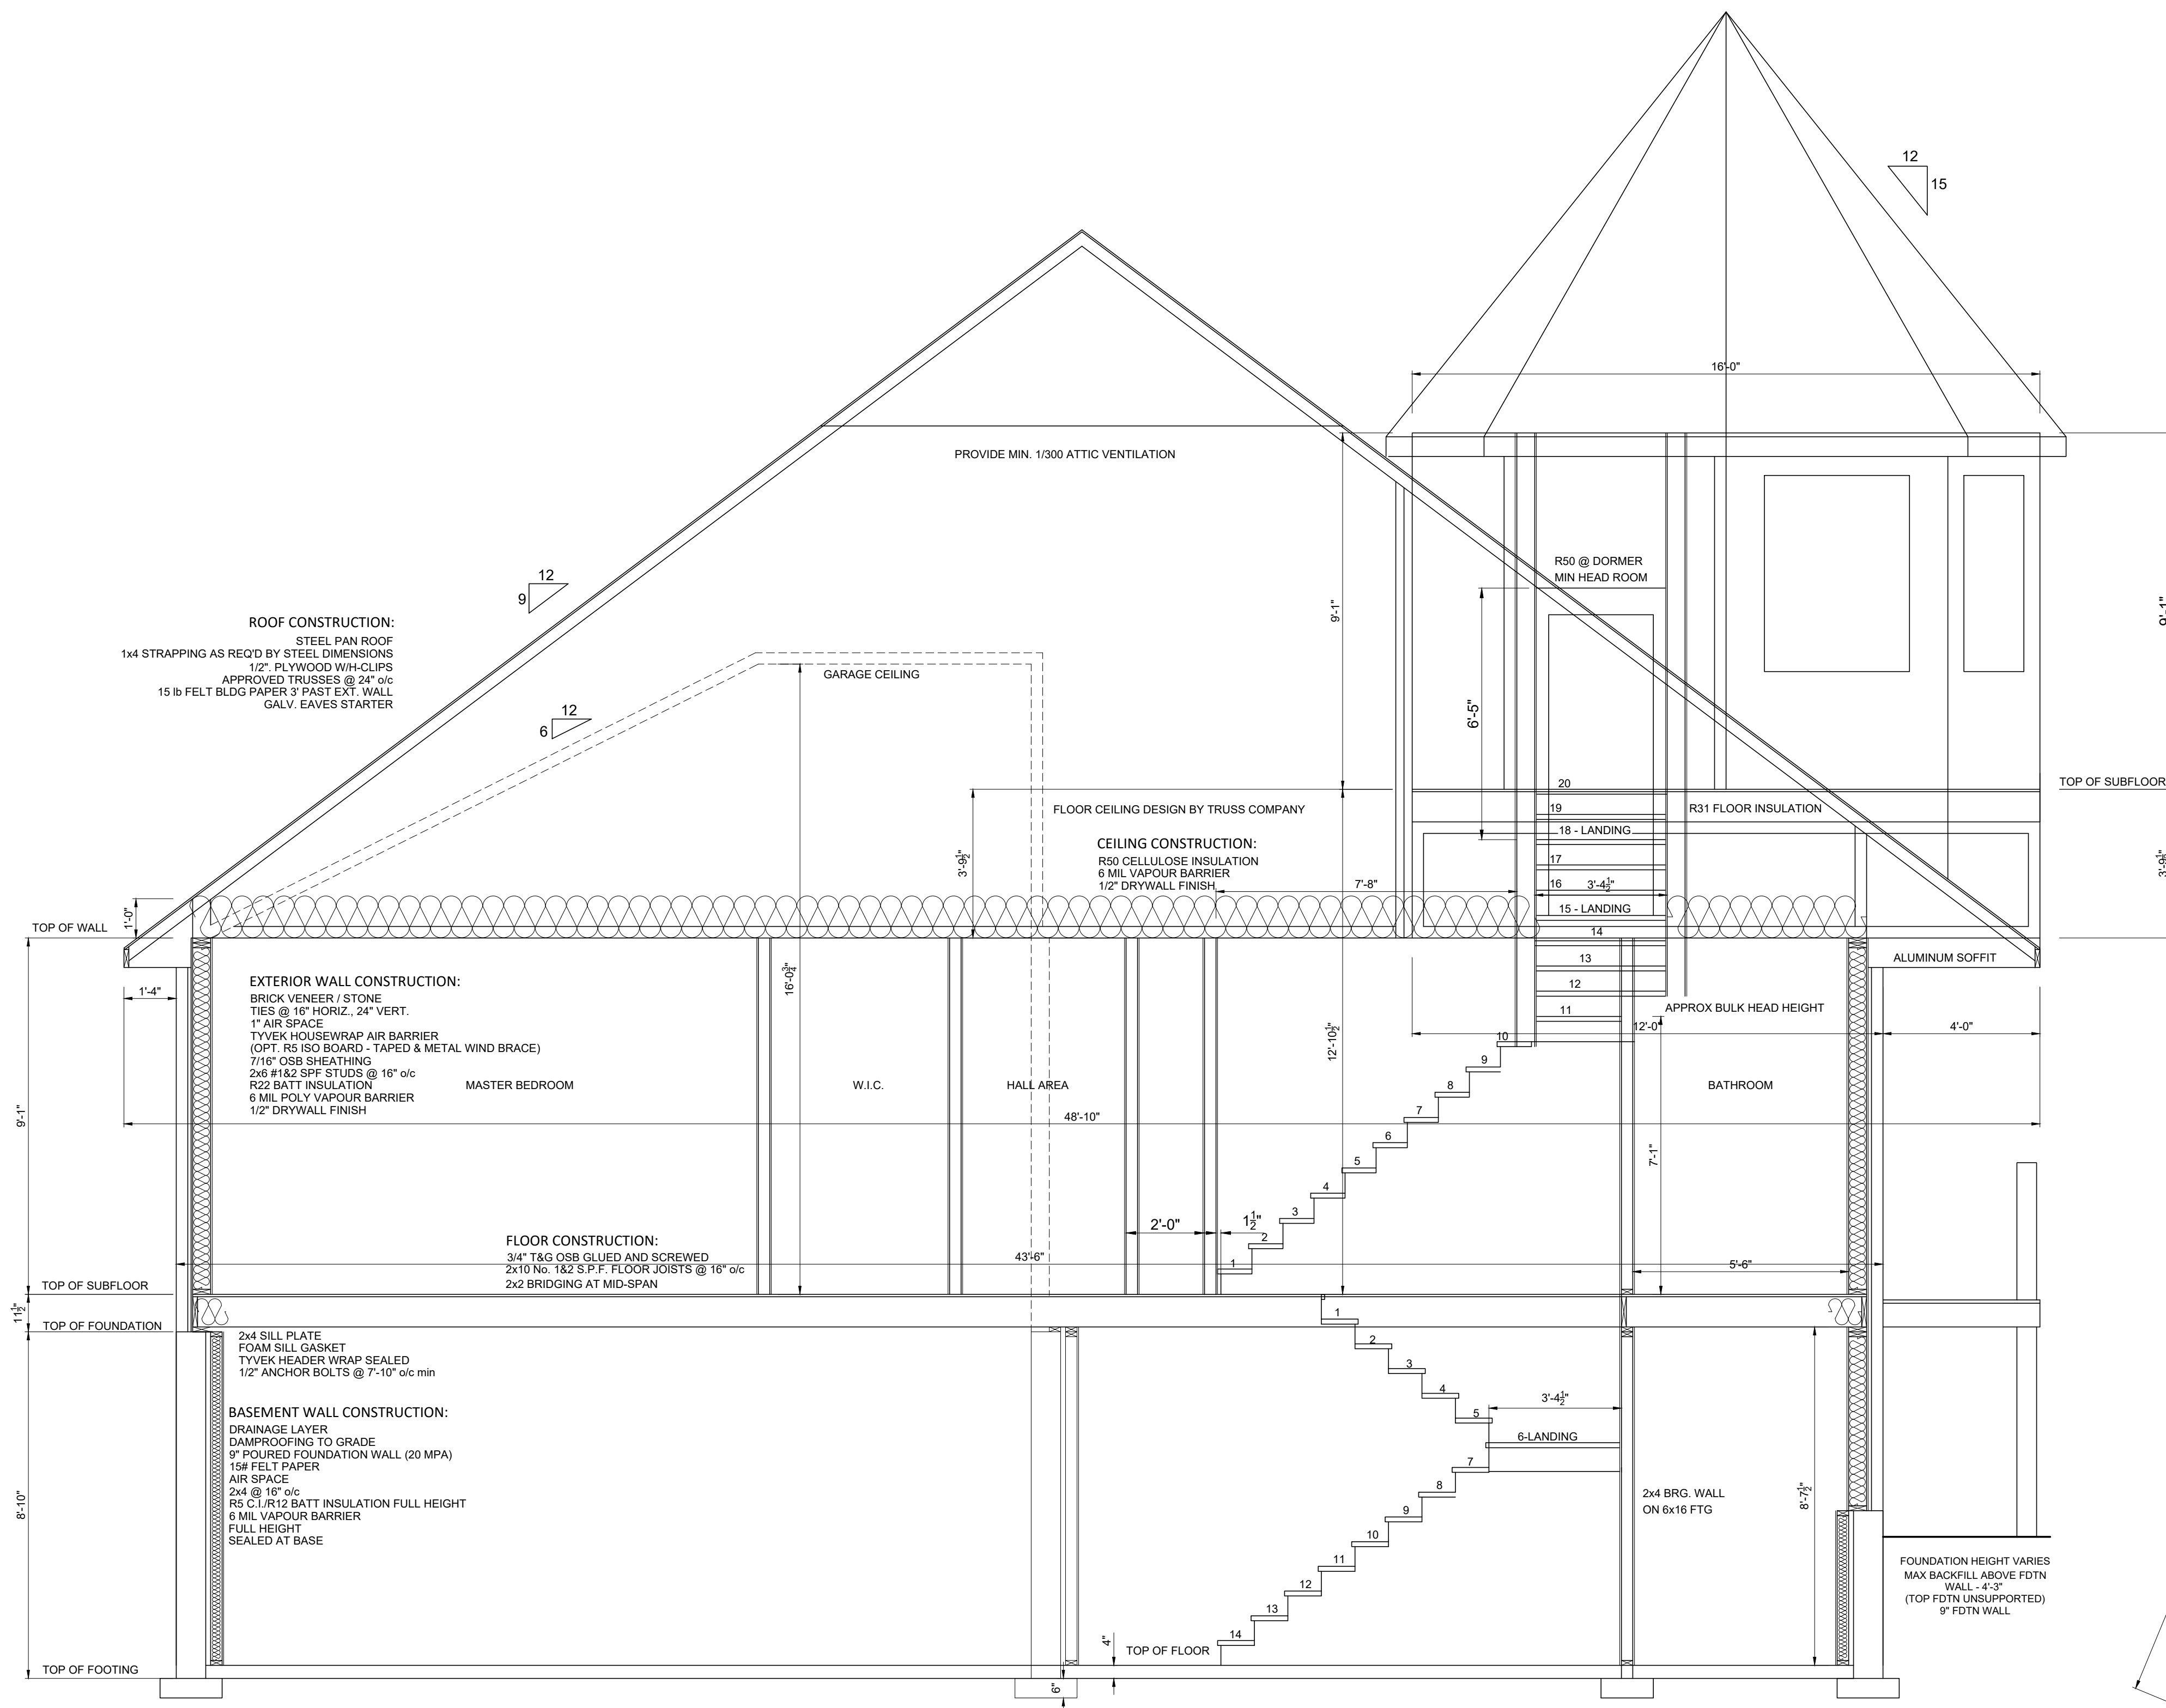 12
15
16'-0"
PROVIDE MIN. 1/300 ATTIC VENTILATION
R50 @ DORMER
MIN HEAD ROOM
12
9
9'-1"
9'-1"
ROOF CONSTRUCTION:
STEEL PAN ROOF
1x4 STRAPPING AS REQ'D BY STEEL DIMENSIONS
1/2". PLYWOOD W/H-CLIPS
APPROVED TRUSSES @ 24" o/c
15 lb FELT BLDG PAPER 3' PAST EXT. WALL
GALV. EAVES STARTER
GARAGE CEILING
12
6
6'-5"
20
TOP OF SUBFLOOR
FLOOR CEILING DESIGN BY TRUSS COMPANY
19
R31 FLOOR INSULATION
18 - LANDING
CEILING CONSTRUCTION:
R50 CELLULOSE INSULATION
6 MIL VAPOUR BARRIER
1/2" DRYWALL FINISH
3'-9½"
3'-9½"
17
7'-8"
16
3'-4½"
15 - LANDING
1'-0"
TOP OF WALL
14
13
12
11
10
ALUMINUM SOFFIT
1'-4"
16'-0¾"
EXTERIOR WALL CONSTRUCTION:
BRICK VENEER / STONE
TIES @ 16" HORIZ., 24" VERT.
1" AIR SPACE
TYVEK HOUSEWRAP AIR BARRIER
(OPT. R5 ISO BOARD - TAPED & METAL WIND BRACE)
7/16" OSB SHEATHING
2x6 #1&2 SPF STUDS @ 16" o/c
R22 BATT INSULATION
6 MIL POLY VAPOUR BARRIER
1/2" DRYWALL FINISH
APPROX BULK HEAD HEIGHT
12'-0"
4'-0"
12'-10½"
MASTER BEDROOM
W.I.C.
HALL AREA
BATHROOM
9
8
7
6
5
4
3
2
1
9'-1"
48'-10"
7'-1"
2'-0"
1½"
FLOOR CONSTRUCTION:
3/4" T&G OSB GLUED AND SCREWED
2x10 No. 1&2 S.P.F. FLOOR JOISTS @ 16" o/c
2x2 BRIDGING AT MID-SPAN
43'-6"
5'-6"
TOP OF SUBFLOOR
11½"
TOP OF FOUNDATION
2x4 SILL PLATE
FOAM SILL GASKET
TYVEK HEADER WRAP SEALED
1/2" ANCHOR BOLTS @ 7'-10" o/c min
1
2
3
4
5
3'-4½"
6-LANDING
7
8
9
10
11
12
13
14
BASEMENT WALL CONSTRUCTION:
DRAINAGE LAYER
DAMPROOFING TO GRADE
9" POURED FOUNDATION WALL (20 MPA)
15# FELT PAPER
AIR SPACE
2x4 @ 16" o/c
R5 C.I./R12 BATT INSULATION FULL HEIGHT
6 MIL VAPOUR BARRIER
FULL HEIGHT
SEALED AT BASE
8'-10"
2x4 BRG. WALL
ON 6x16 FTG
8'-7½"
FOUNDATION HEIGHT VARIES
MAX BACKFILL ABOVE FDTN
WALL - 4'-3"
(TOP FDTN UNSUPPORTED)
9" FDTN WALL
4"
TOP OF FLOOR
TOP OF FOOTING
6"